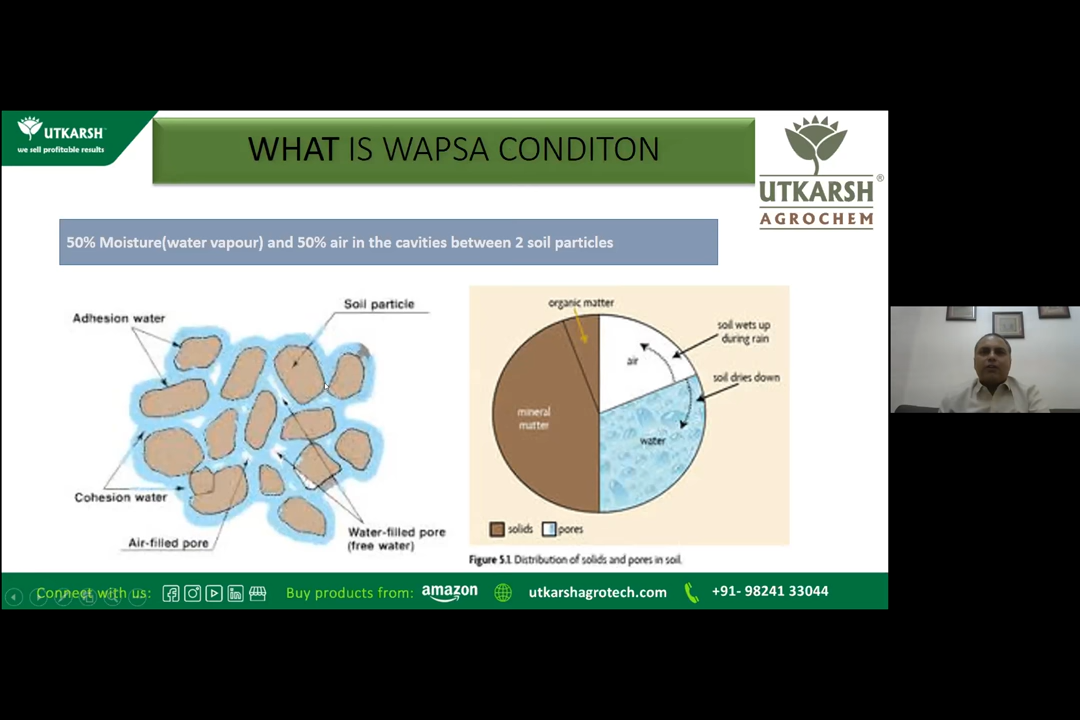 UTKARSH
we sell profitable results
WHAT IS WAPSA CONDITON
UTKARSH®
AGROCHEM
50% Moisture(water vapour) and 50% air in the cavities between 2 soil particles
Soil particle
Adhesion water
Cohesion water
Air-filled pore
Water-filled pore
(free water)
organic matter
soil wets up
during rain
air
soil dries down
mineral
matter
water
solids pores
Figure 5.1. Distribution of solids and pores in soil.
Connect with us: Buy products from: amazon utkarshagrotech.com +91- 98241 33044